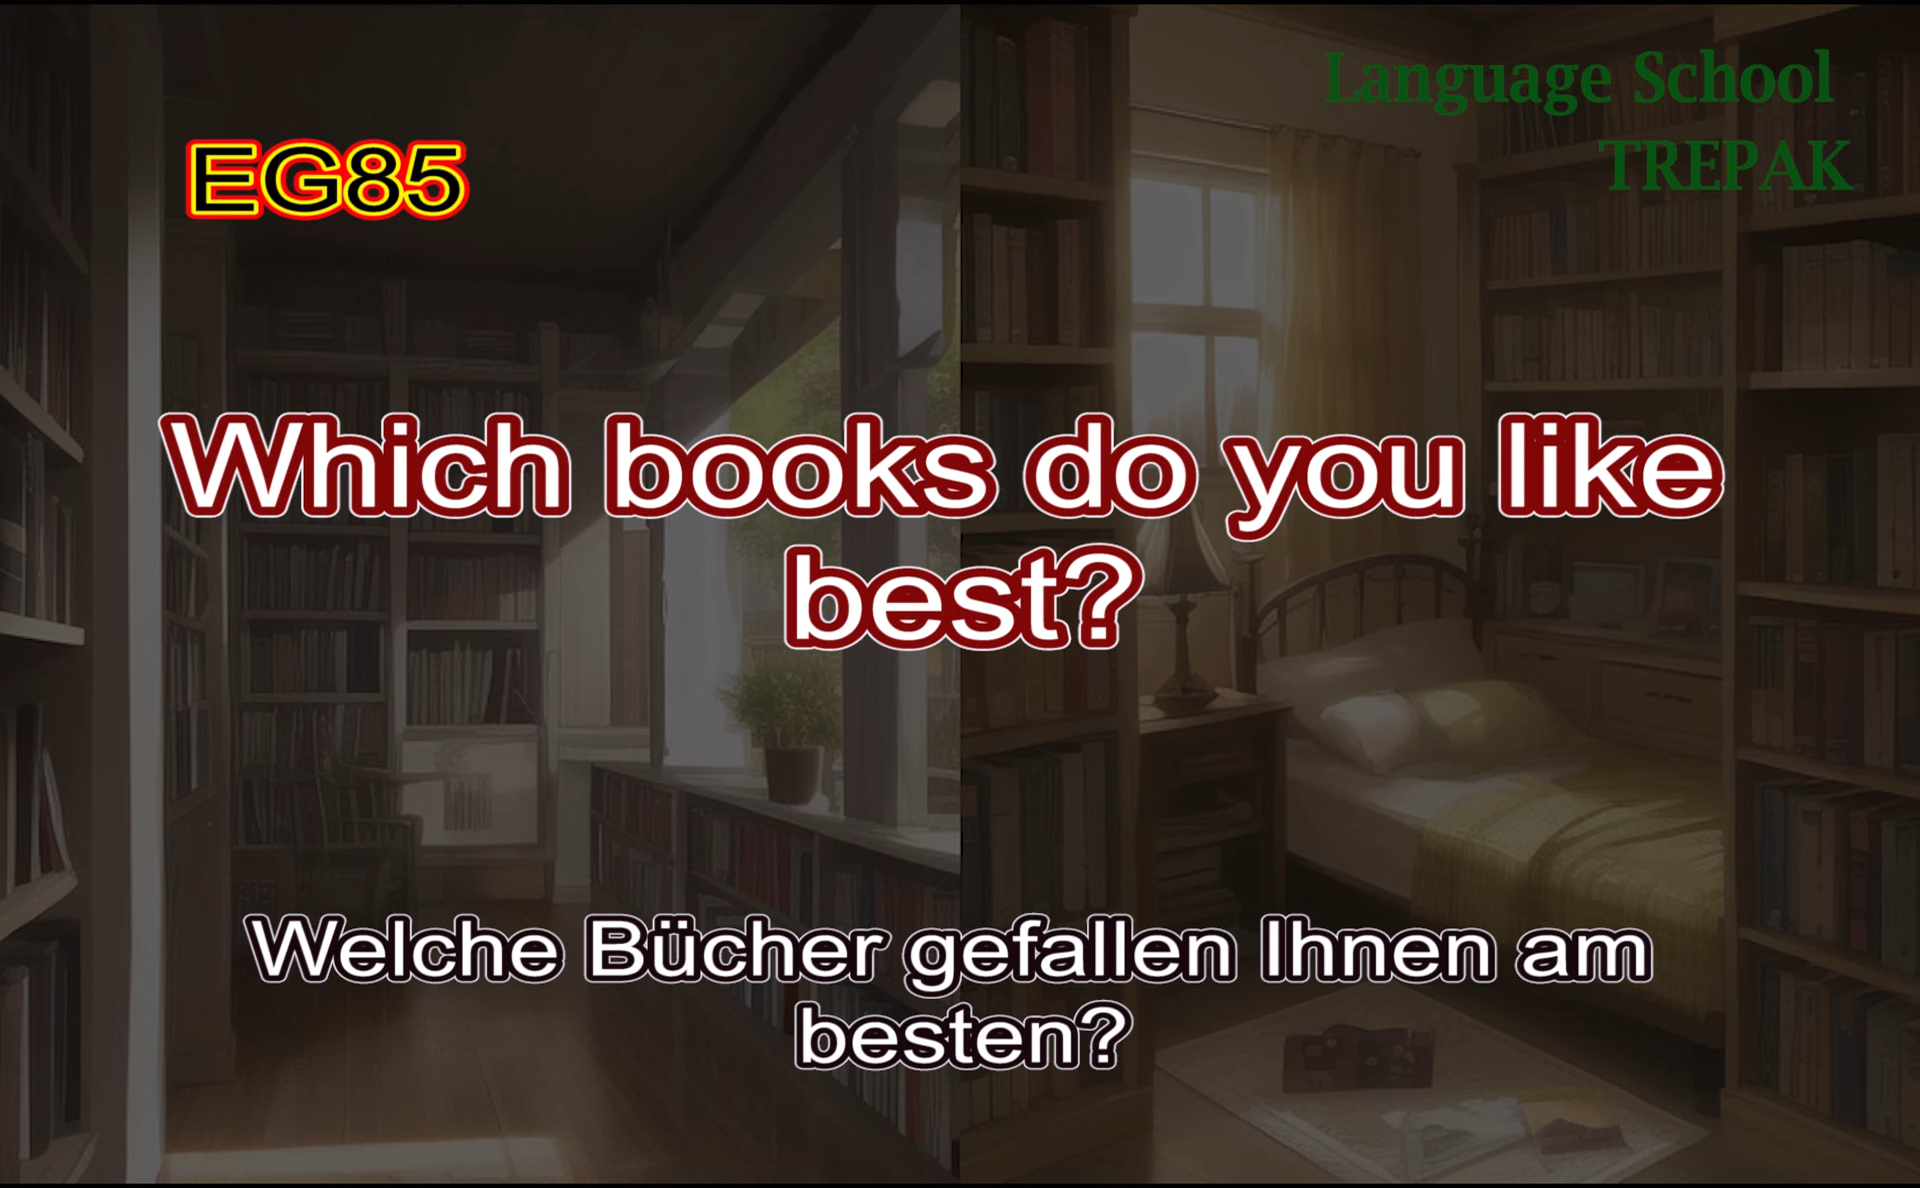 Language School
TREPAK
EG85
Which books do you like
best?
Welche Bücher gefallen Ihnen am
besten?